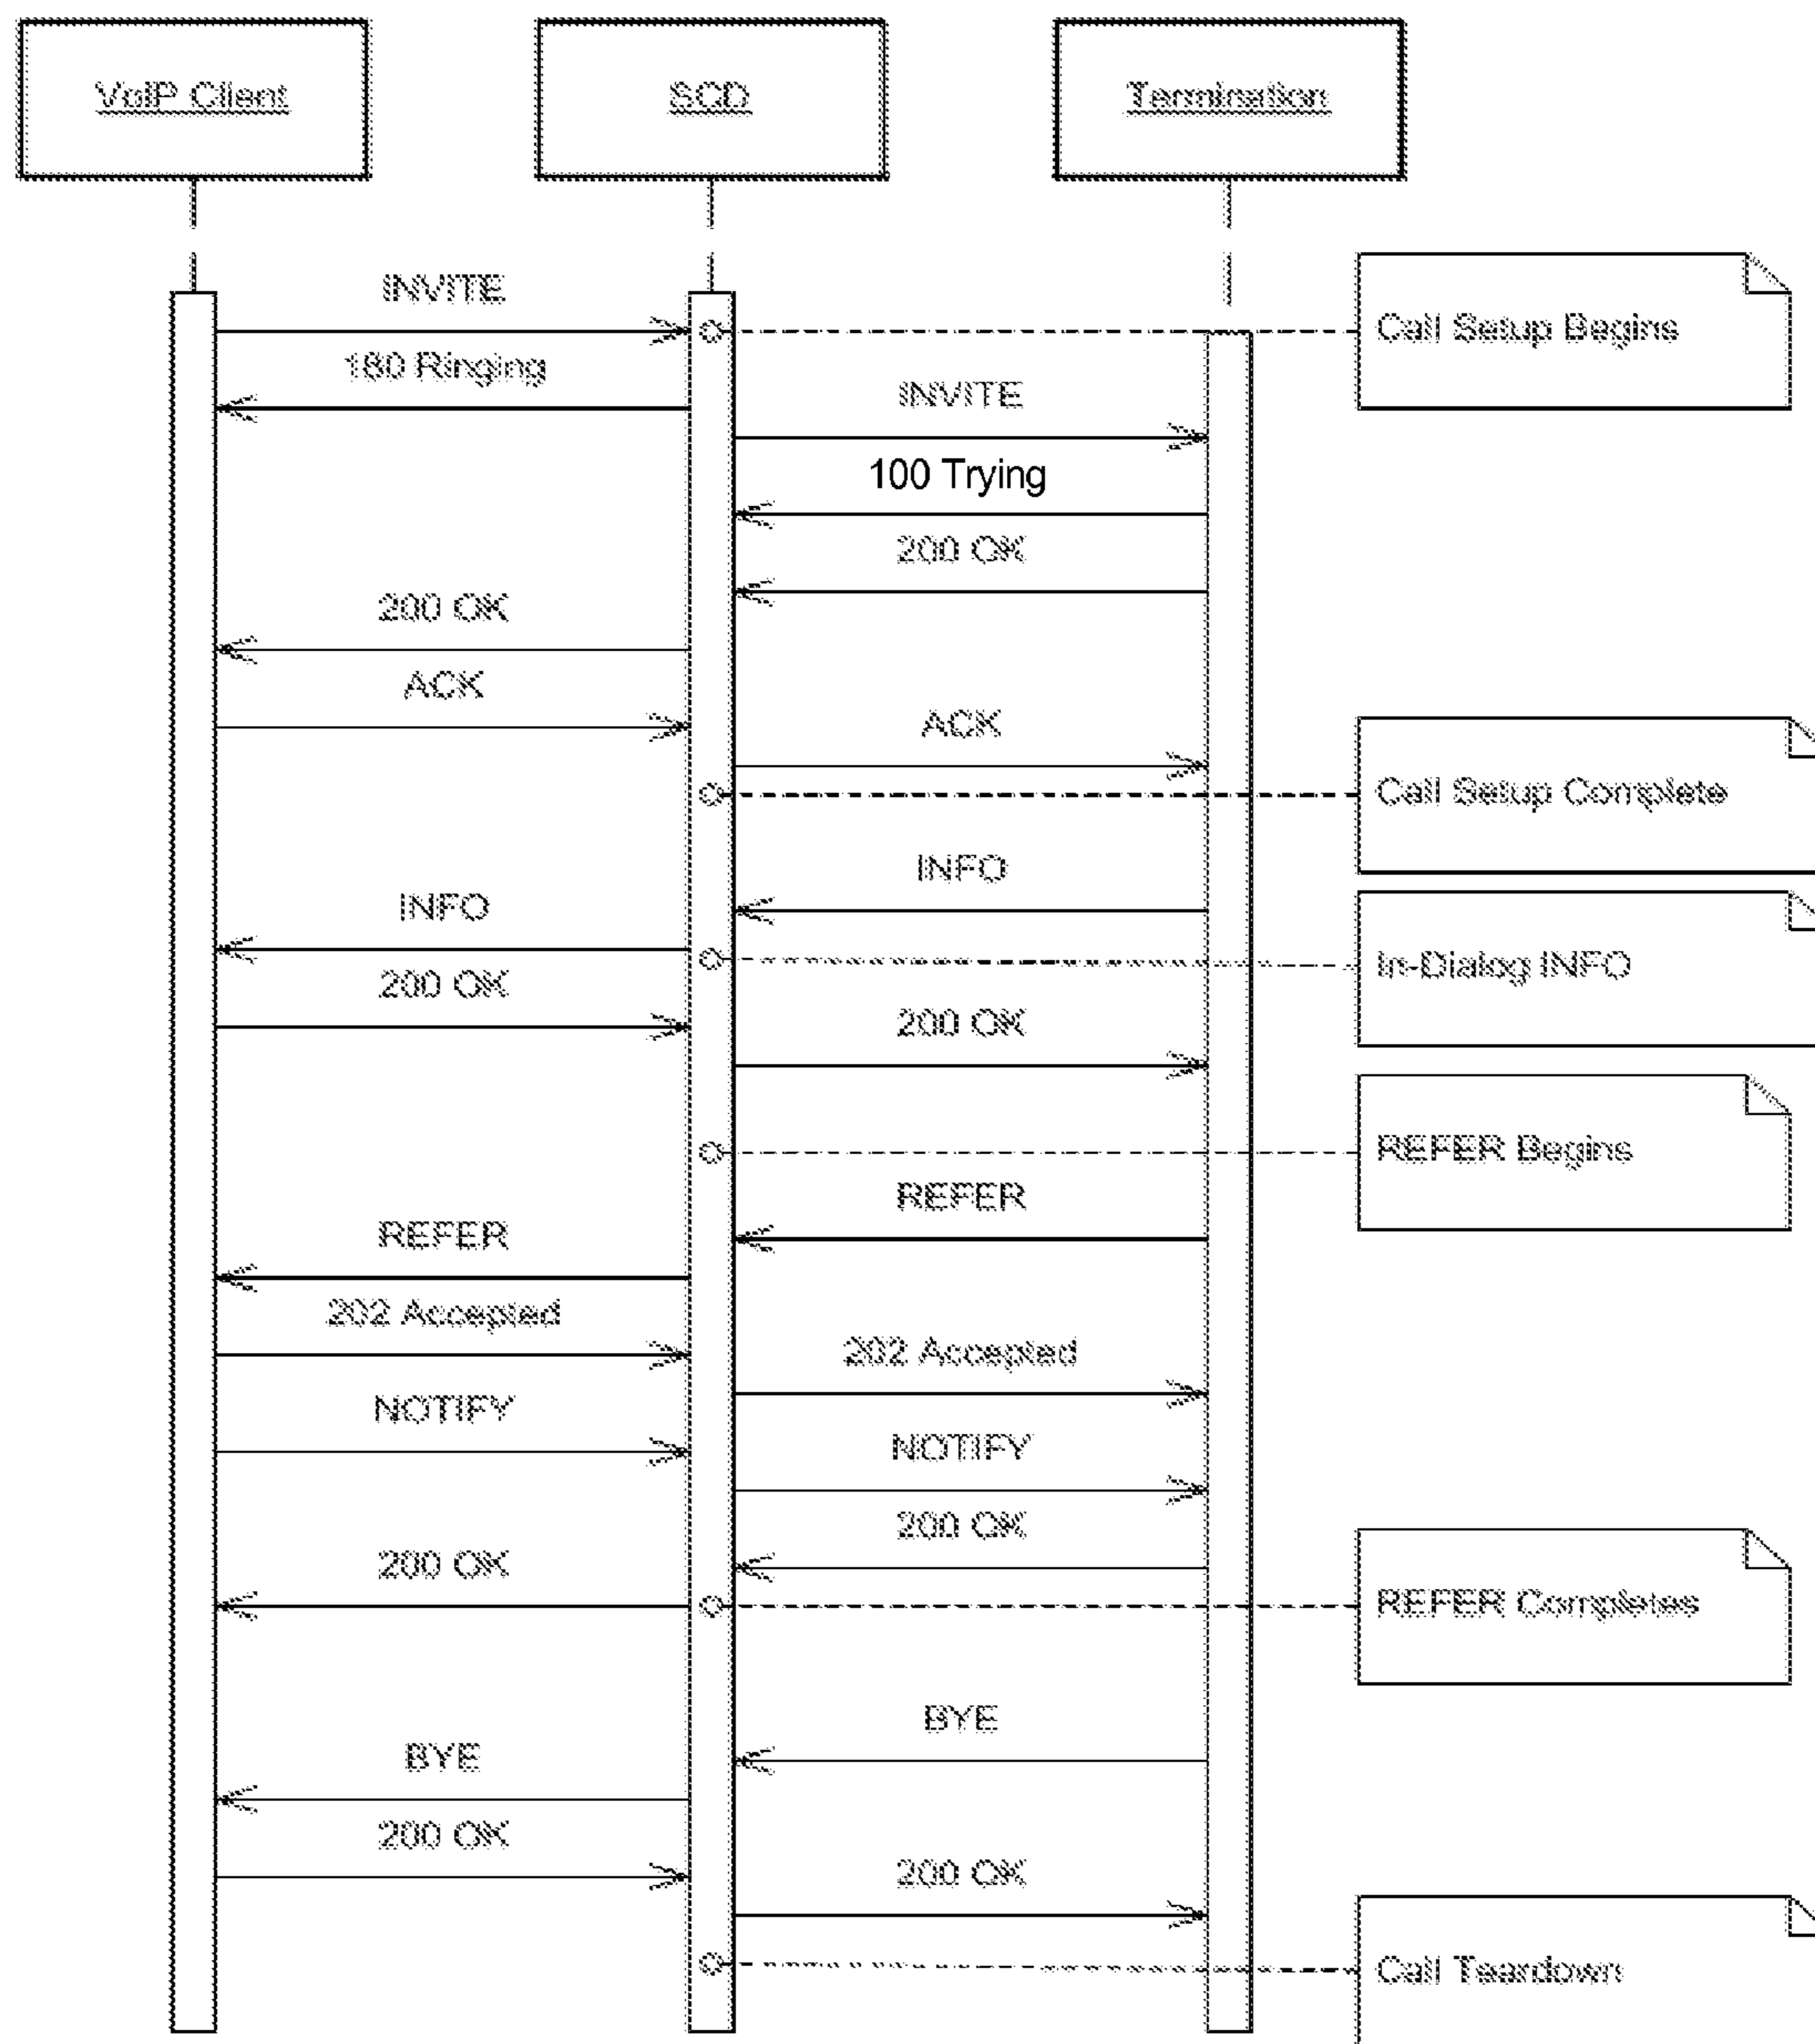 VoIP Client
SCD
Termination
INVITE
Call Setup Begins
180 Ringing
INVITE
100 Trying
200 OK
200 OK
ACK
ACK
Call Setup Complete
INFO
INFO
In-Dialog INFO
200 OK
200 OK
REFER Begins
REFER
REFER
202 Accepted
202 Accepted
NOTIFY
NOTIFY
200 OK
200 OK
REFER Completes
BYE
BYE
200 OK
200 OK
Call Teardown